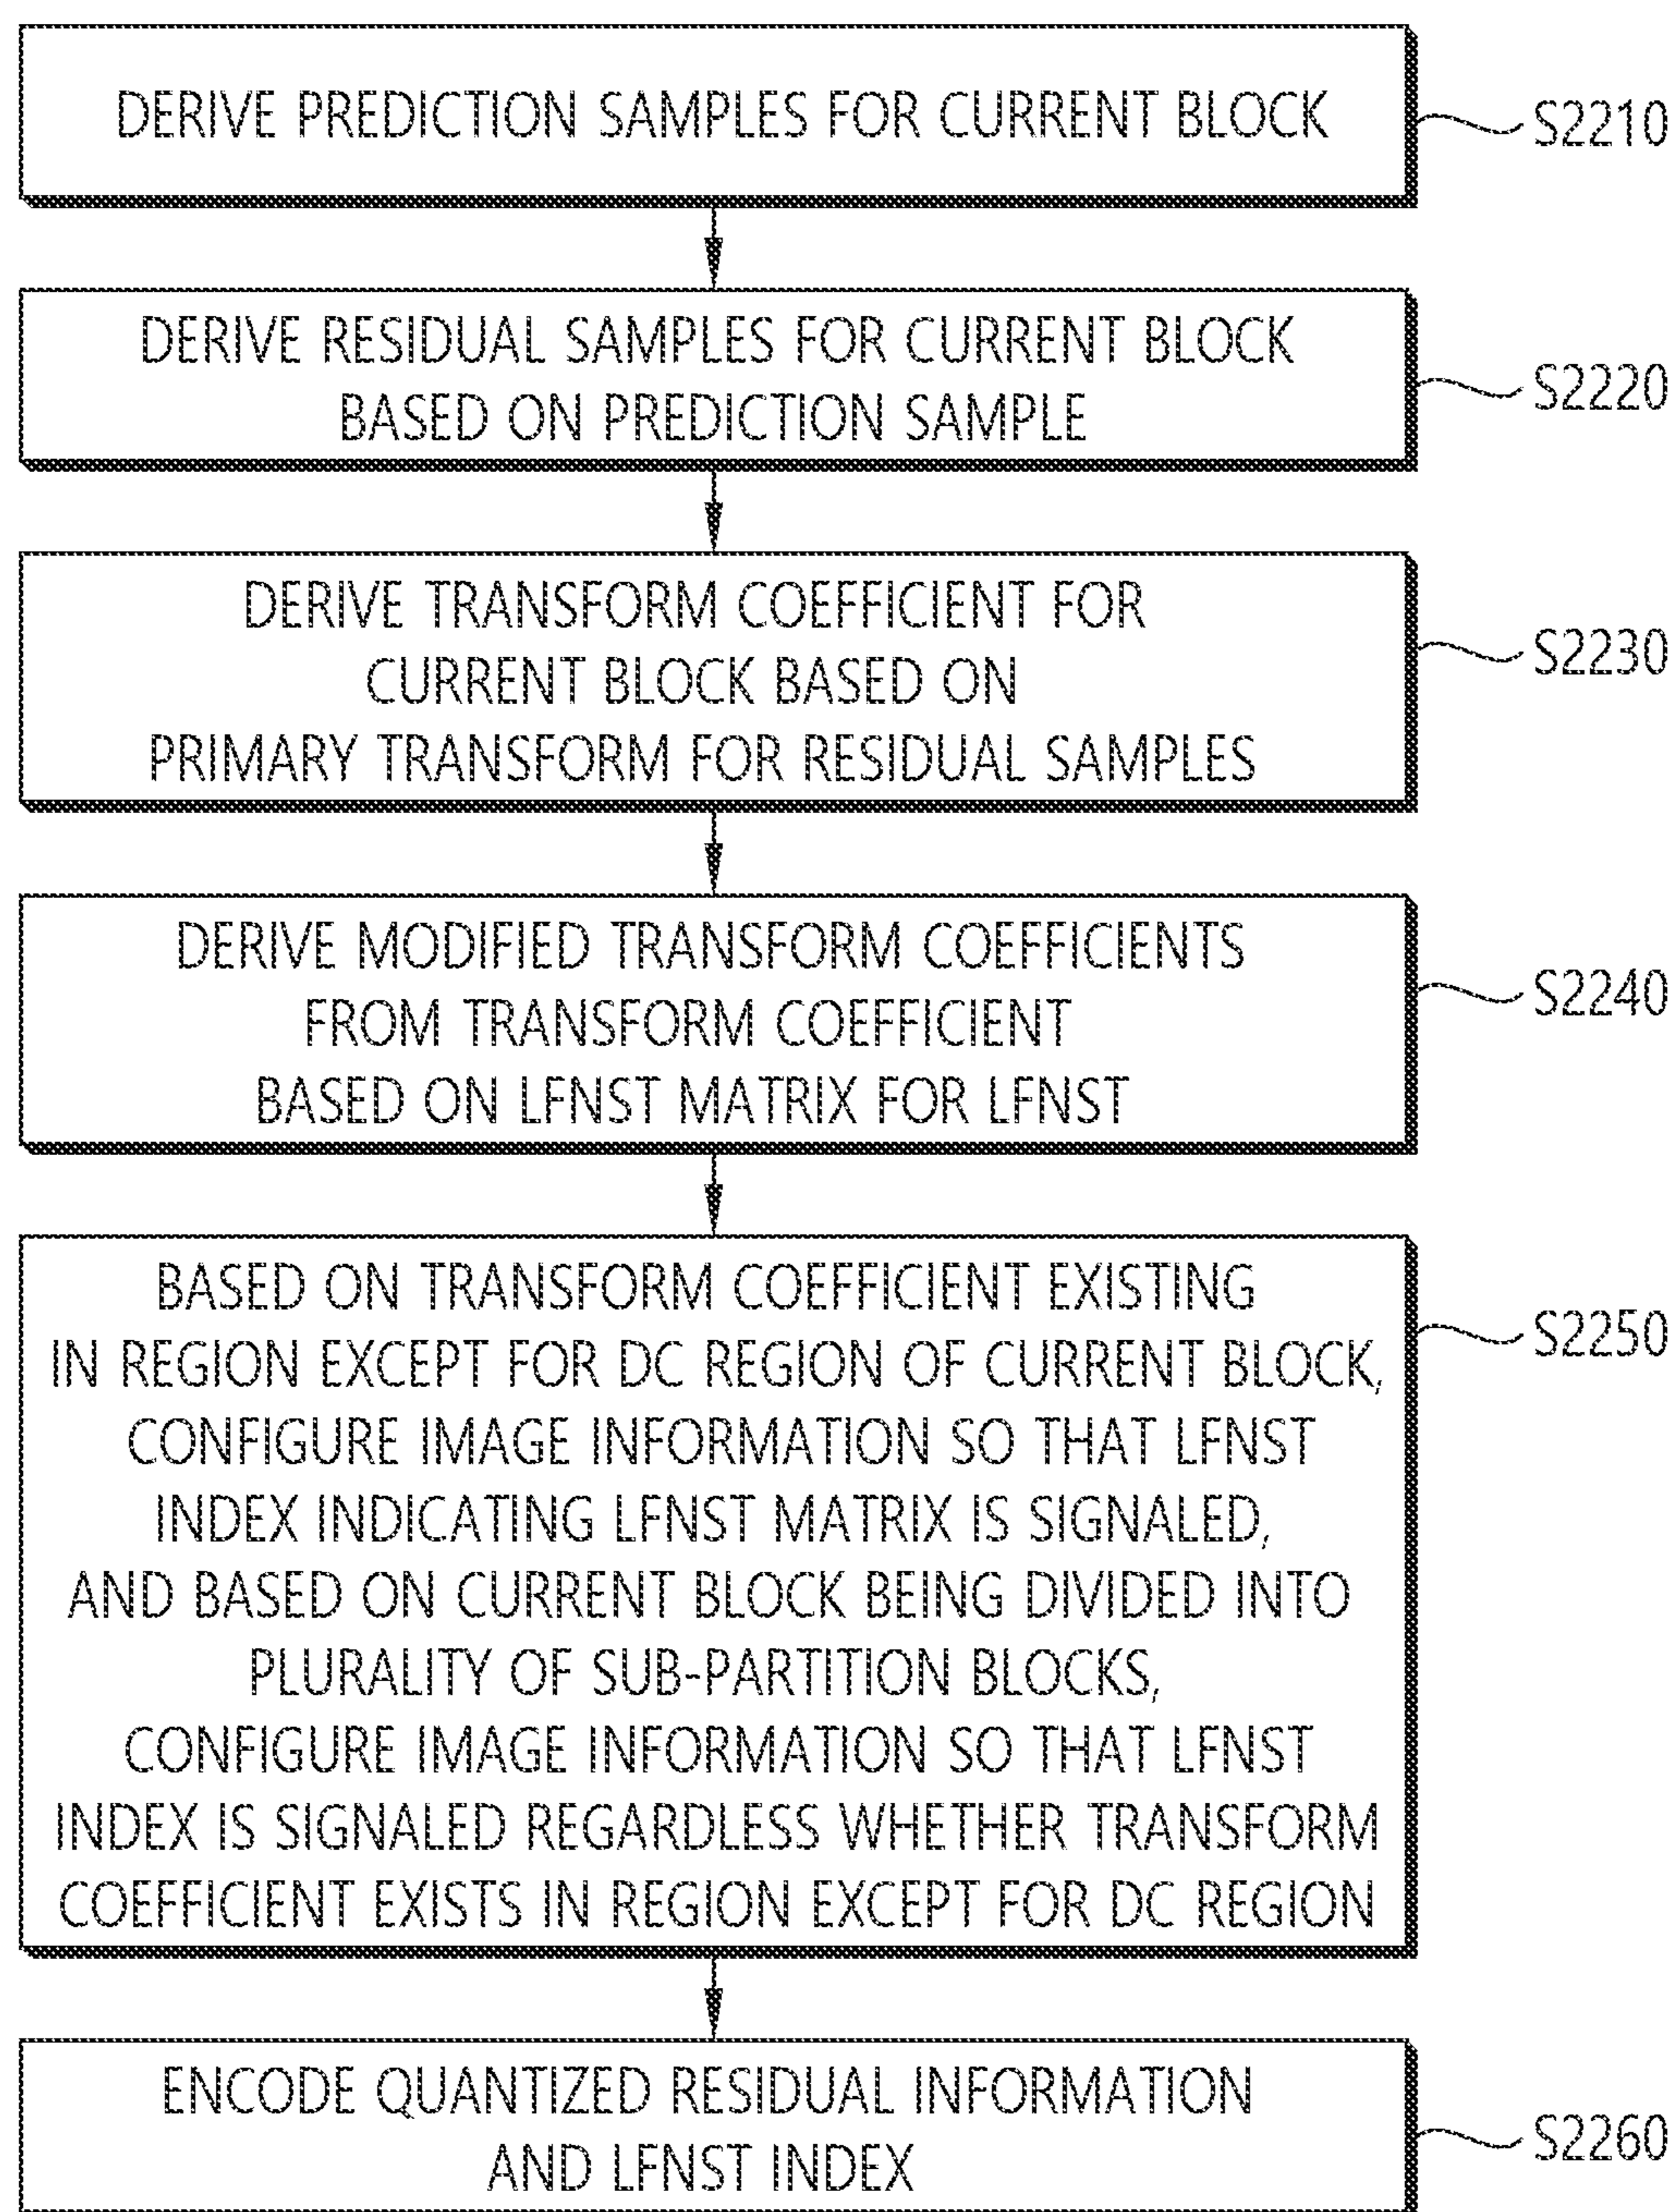 DERIVE PREDICTION SAMPLES FOR CURRENT BLOCK
S2210
DERIVE RESIDUAL SAMPLES FOR CURRENT BLOCK
BASED ON PREDICTION SAMPLE
S2220
DERIVE TRANSFORM COEFFICIENT FOR
CURRENT BLOCK BASED ON
PRIMARY TRANSFORM FOR RESIDUAL SAMPLES
S2230
DERIVE MODIFIED TRANSFORM COEFFICIENTS
FROM TRANSFORM COEFFICIENT
BASED ON LFNST MATRIX FOR LFNST
S2240
BASED ON TRANSFORM COEFFICIENT EXISTING
IN REGION EXCEPT FOR DC REGION OF CURRENT BLOCK,
CONFIGURE IMAGE INFORMATION SO THAT LFNST
INDEX INDICATING LFNST MATRIX IS SIGNALED,
AND BASED ON CURRENT BLOCK BEING DIVIDED INTO
PLURALITY OF SUB-PARTITION BLOCKS,
CONFIGURE IMAGE INFORMATION SO THAT LFNST
INDEX IS SIGNALED REGARDLESS WHETHER TRANSFORM
COEFFICIENT EXISTS IN REGION EXCEPT FOR DC REGION
S2250
ENCODE QUANTIZED RESIDUAL INFORMATION
AND LFNST INDEX
S2260